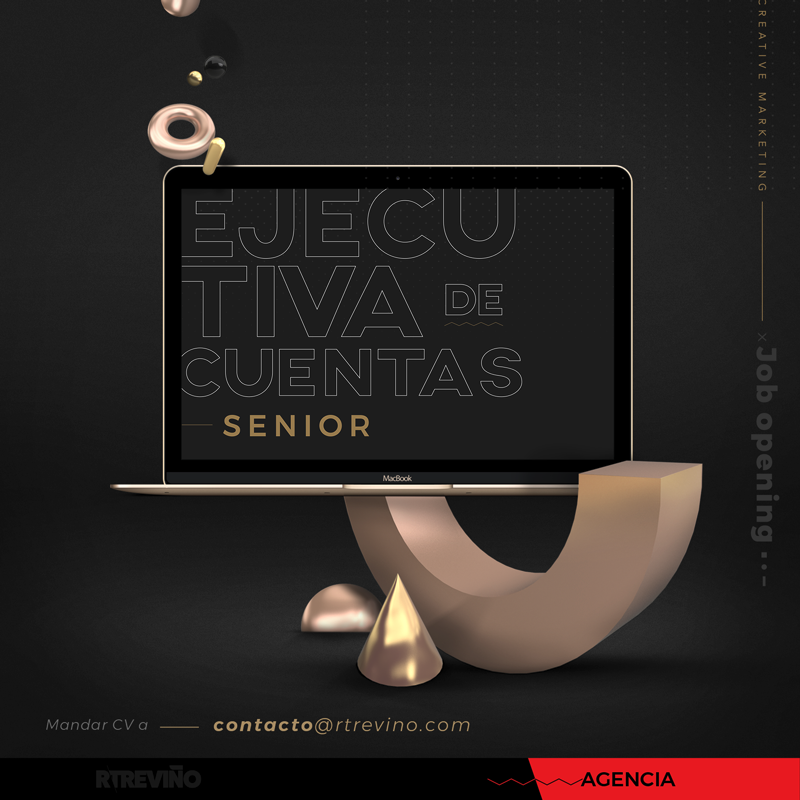 CREATIVE MARKETING
EJECU
TIVA DE
CUENTAS
SENIOR
MacBook
× Job opening
Mandar CV a
contacto@rtrevino.com
RTREVIÑO
AGENCIA